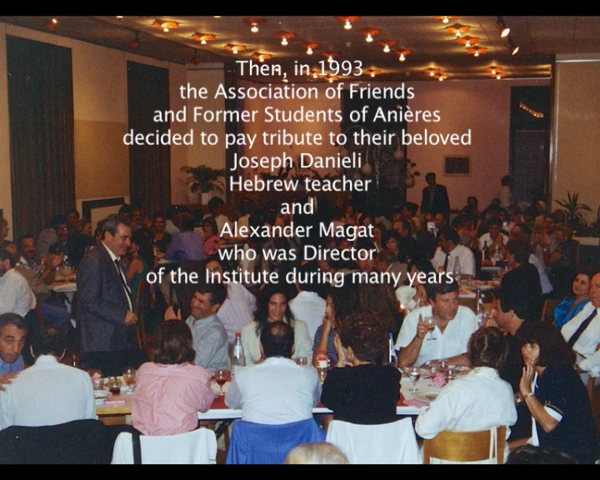 Then, in 1993
the Association of Friends
and Former Students of Anières
decided to pay tribute to their beloved
Joseph Danieli
Hebrew teacher
and
Alexander Magat
who was Director
of the Institute during many years